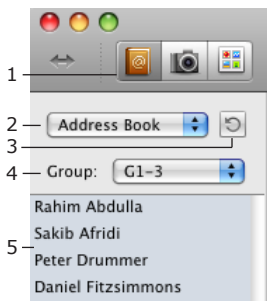 1
2
Address Book
3
4
Group: G1-3
Rahim Abdulla
Sakib Afridi
5
Peter Drummer
Daniel Fitzsimmons